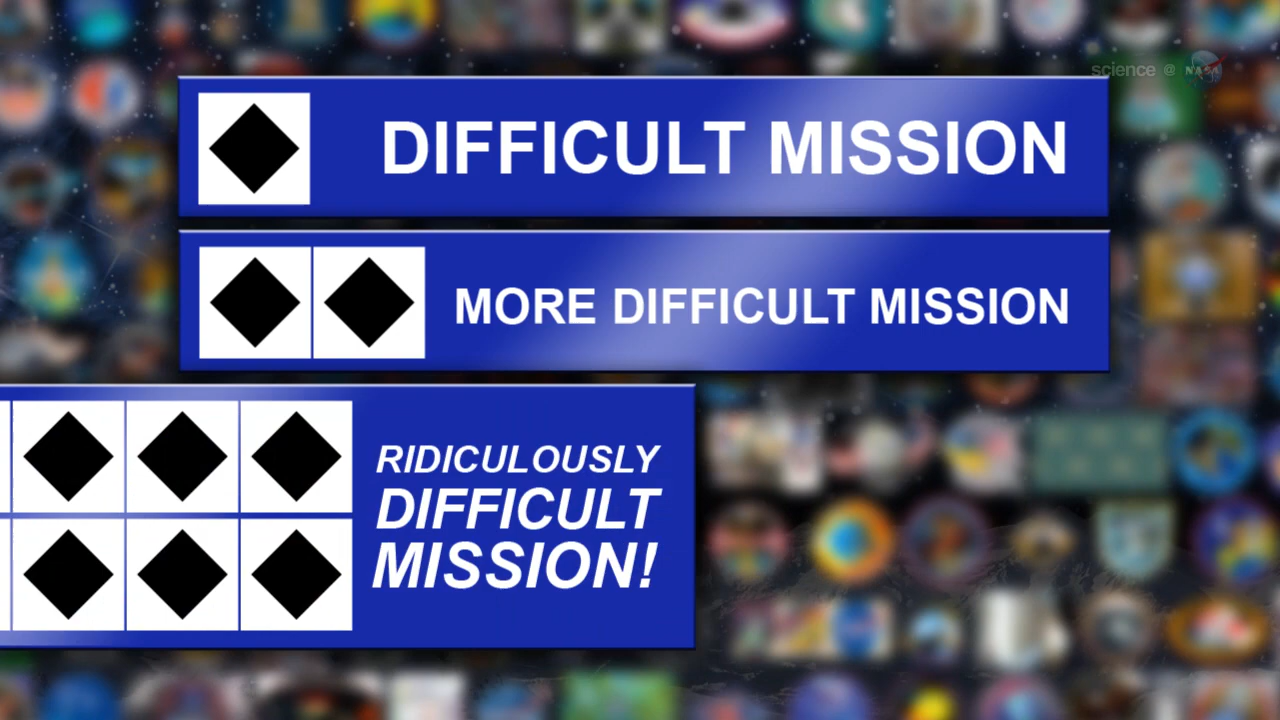 science @ NASA
DIFFICULT MISSION
MORE DIFFICULT MISSION
RIDICULOUSLY
DIFFICULT
MISSION!